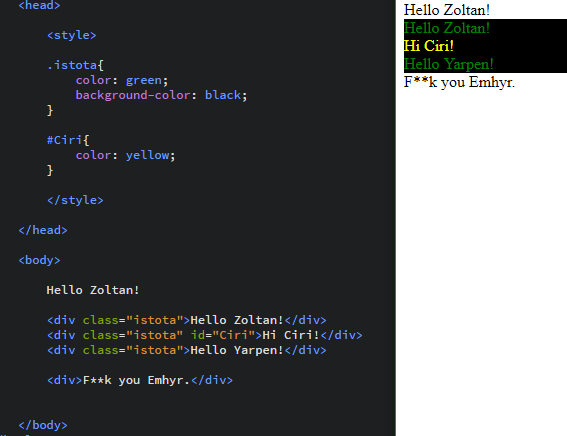 <head>
<style>
.istota{
color: green;
background-color: black;
}
#Ciri{
color: yellow;
}
</style>
</head>
<body>
Hello Zoltan!
<div class="istota">Hello Zoltan!</div>
<div class="istota" id="Ciri">Hi Ciri!</div>
<div class="istota">Hello Yarpen!</div>
<div>F**k you Emhyr.</div>
</body>
Hello Zoltan!
Hello Zoltan!
Hi Ciri!
Hello Yarpen!
F**k you Emhyr.